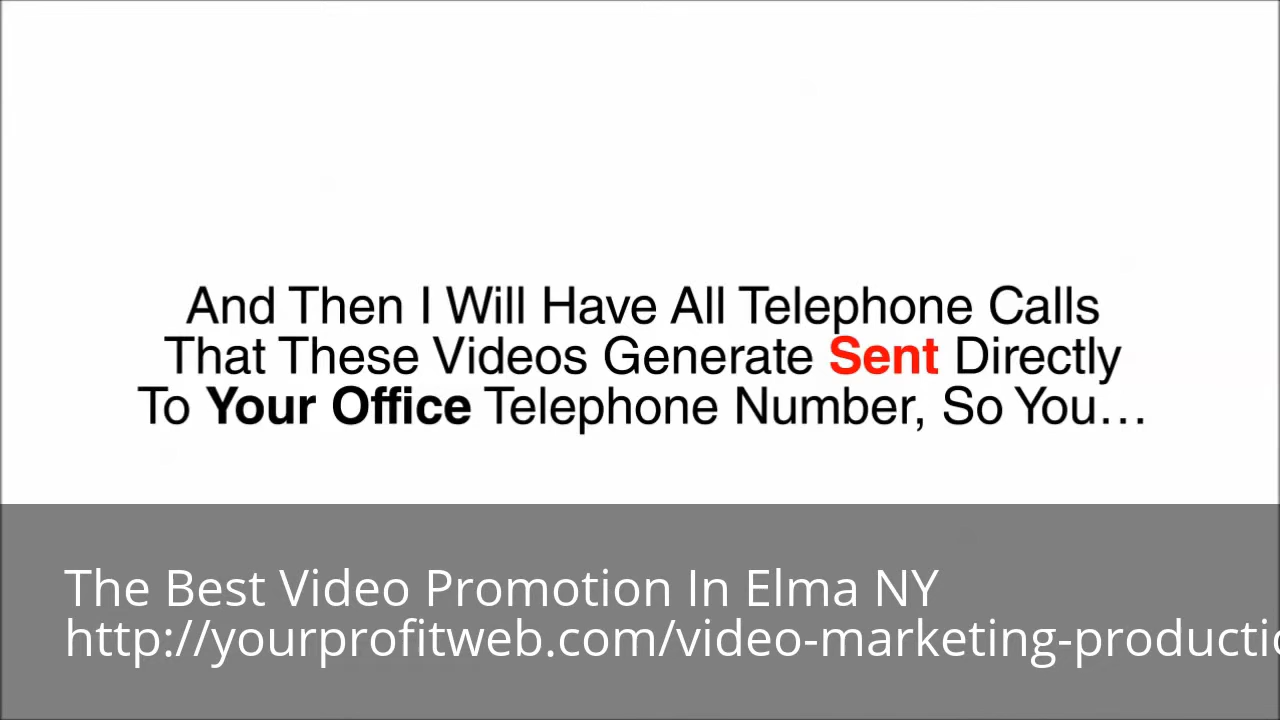 And Then I Will Have All Telephone Calls
That These Videos Generate Sent Directly
To Your Office Telephone Number, So You…
The Best Video Promotion In Elma NY
http://yourprofitweb.com/video-marketing-productio